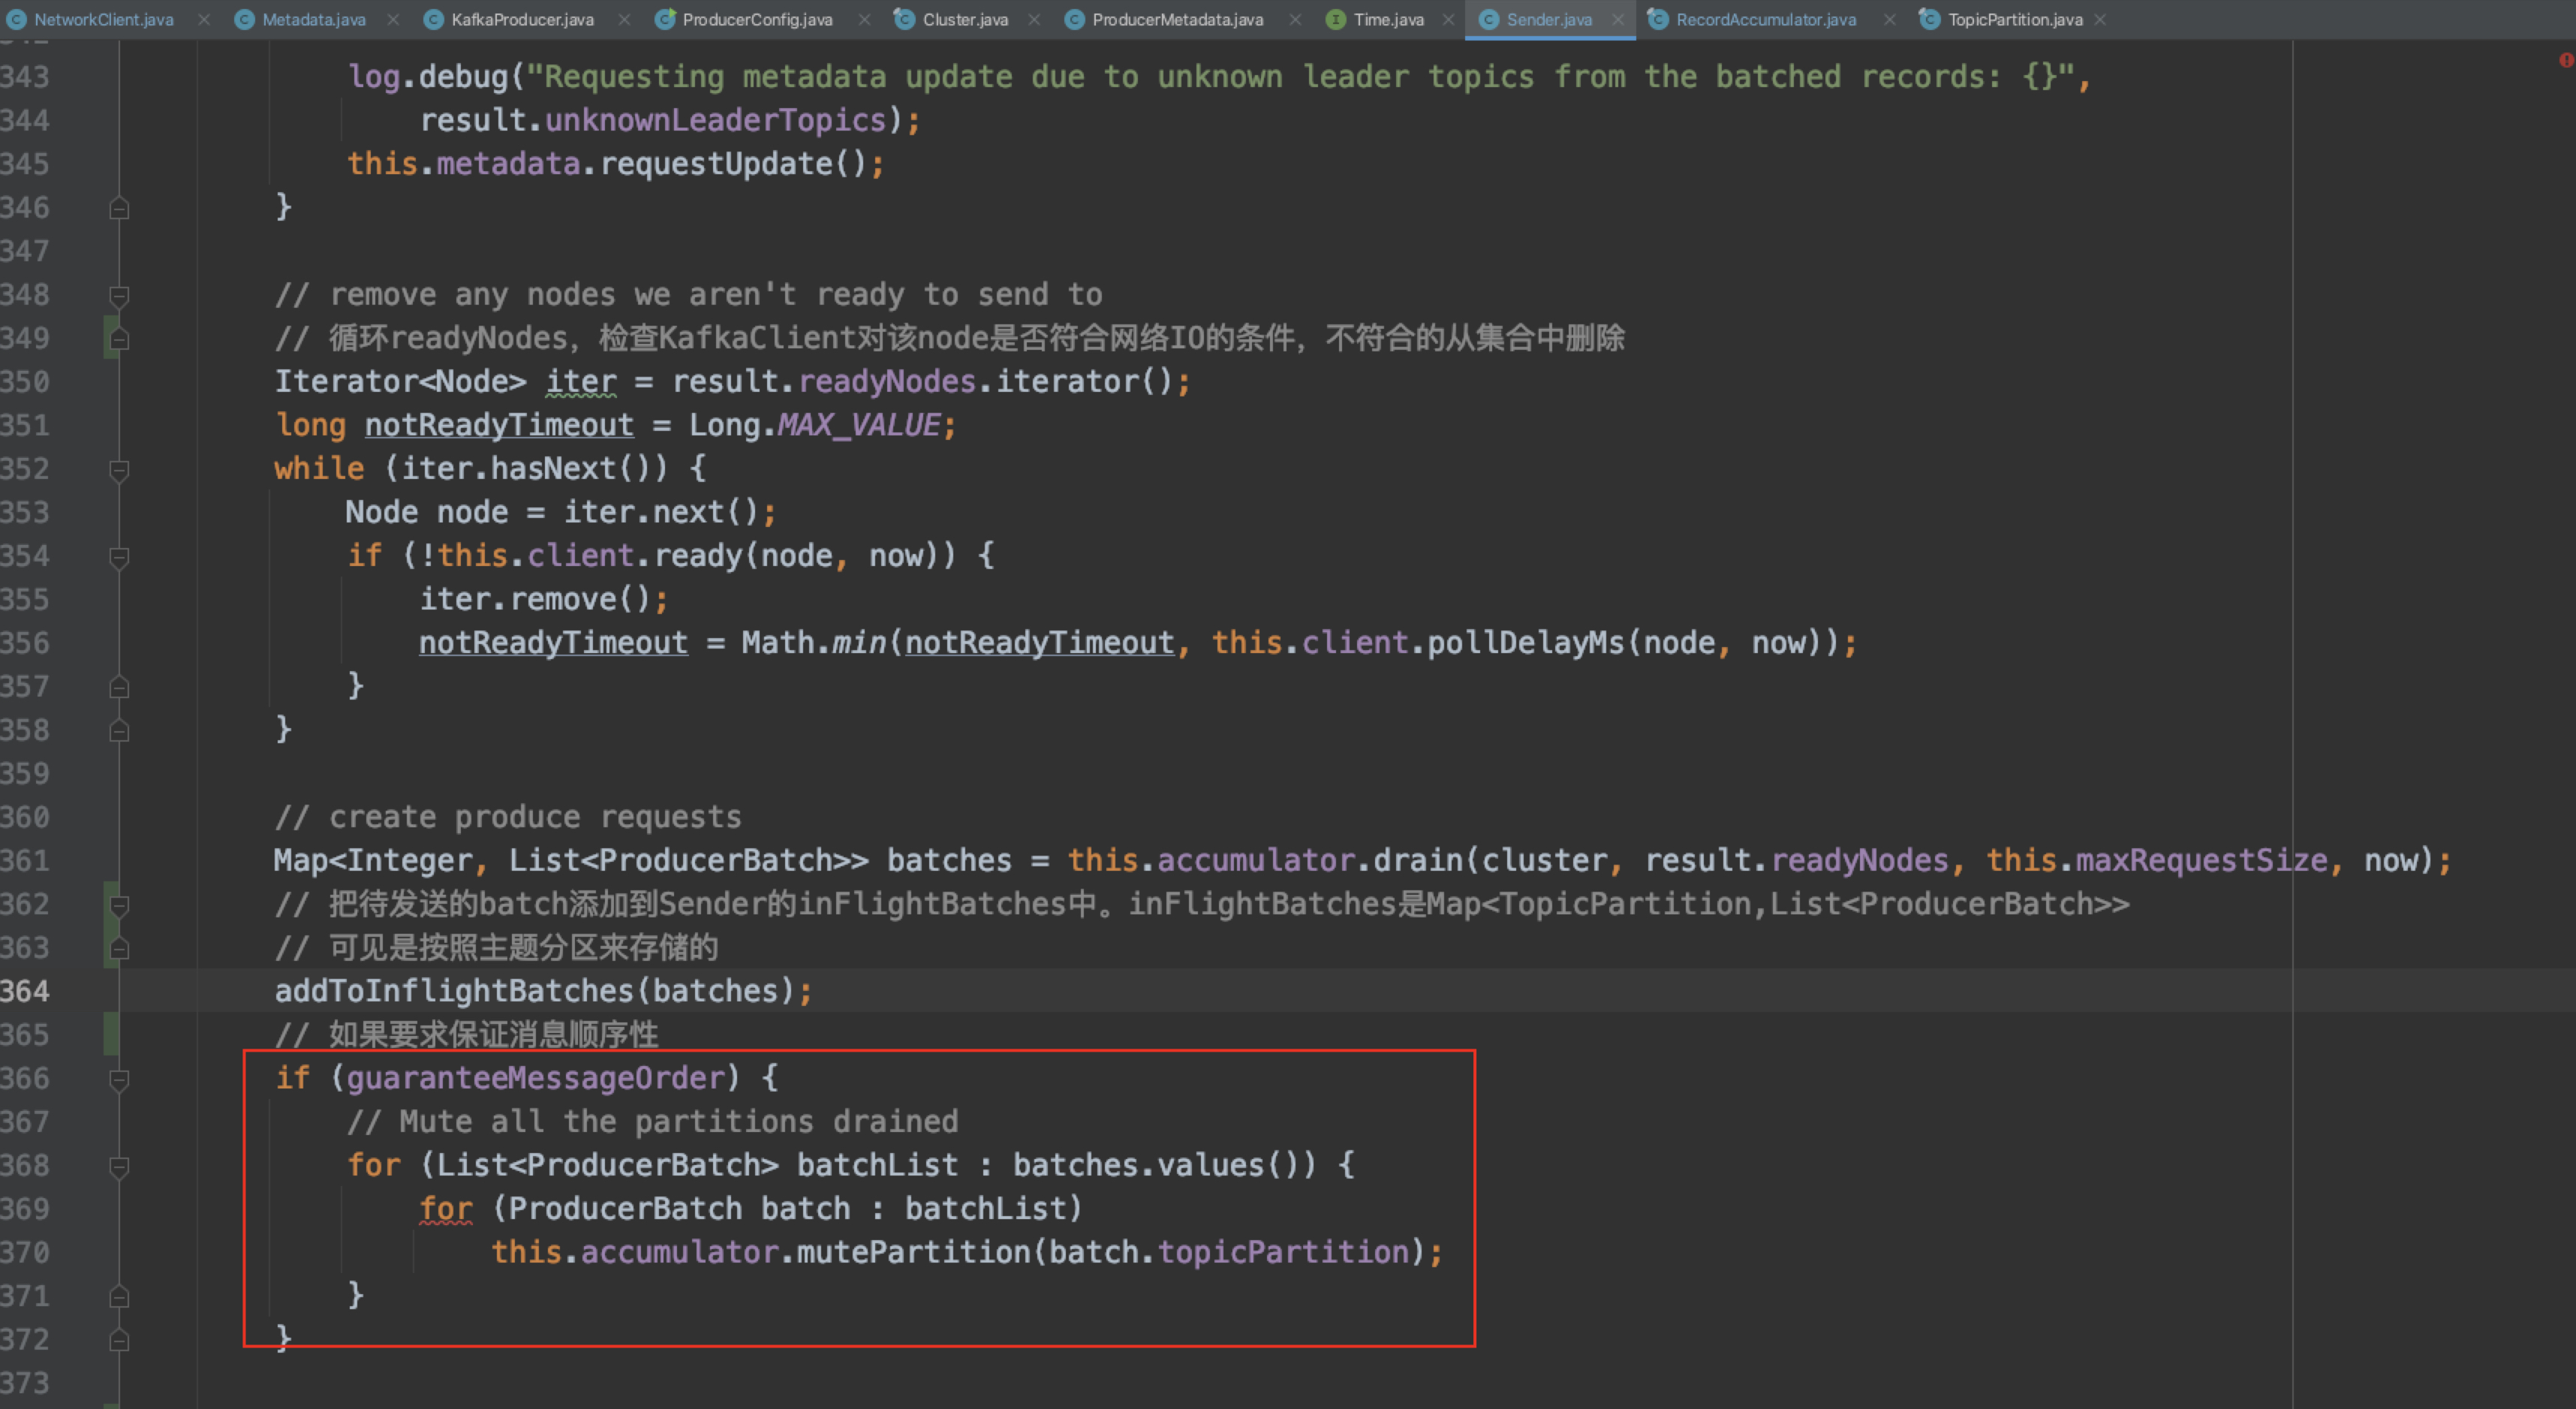 NetworkClient.java Metadata.java KafkaProducer.java ProducerConfig.java Cluster.java ProducerMetadata.java Time.java Sender.java RecordAccumulator.java TopicPartition.java
343 log.debug("Requesting metadata update due to unknown leader topics from the batched records: {}",
344 result.unknownLeaderTopics);
345 this.metadata.requestUpdate();
346 }
347
348 // remove any nodes we aren't ready to send to
349 // 循环readyNodes，检查KafkaClient对该node是否符合网络IO的条件，不符合的从集合中删除
350 Iterator<Node> iter = result.readyNodes.iterator();
351 long notReadyTimeout = Long.MAX_VALUE;
352 while (iter.hasNext()) {
353 Node node = iter.next();
354 if (!this.client.ready(node, now)) {
355 iter.remove();
356 notReadyTimeout = Math.min(notReadyTimeout, this.client.pollDelayMs(node, now));
357 }
358 }
359
360 // create produce requests
361 Map<Integer, List<ProducerBatch>> batches = this.accumulator.drain(cluster, result.readyNodes, this.maxRequestSize, now);
362 // 把待发送的batch添加到Sender的inFlightBatches中。inFlightBatches是Map<TopicPartition,List<ProducerBatch>>
363 // 可见是按照主题分区来存储的
364 addToInflightBatches(batches);
365 // 如果要求保证消息顺序性
366 if (guaranteeMessageOrder) {
367 // Mute all the partitions drained
368 for (List<ProducerBatch> batchList : batches.values()) {
369 for (ProducerBatch batch : batchList)
370 this.accumulator.mutePartition(batch.topicPartition);
371 }
372 }
373